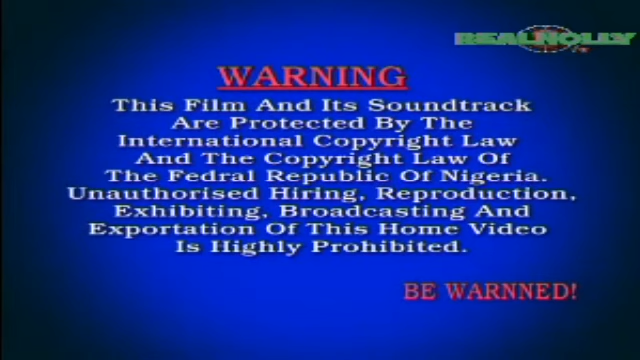 REALNOLLY
WARNING
This Film And Its Soundtrack
Are Protected By The
International Copyright Law
And The Copyright Law Of
The Fedral Republic Of Nigeria.
Unauthorised Hiring, Reproduction,
Exhibiting, Broadcasting And
Exportation Of This Home Video
Is Highly Prohibited.
BE WARNNED!